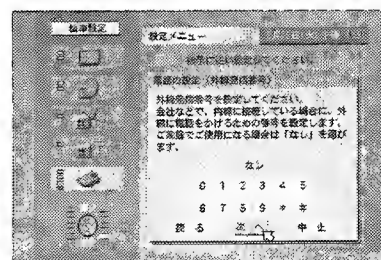 標準設定
設定メニュー
電話の設定(外線発信番号)
外線発信番号を設定してください。
会社などで、内線に接続している場合に、外
線に電話をかけるための番号を設定します。
ご家庭でご使用になる場合は「なし」を選び
ます。
なし
0 1 2 3 4 5
6 7 8 9 * #
戻る 次へ 中止